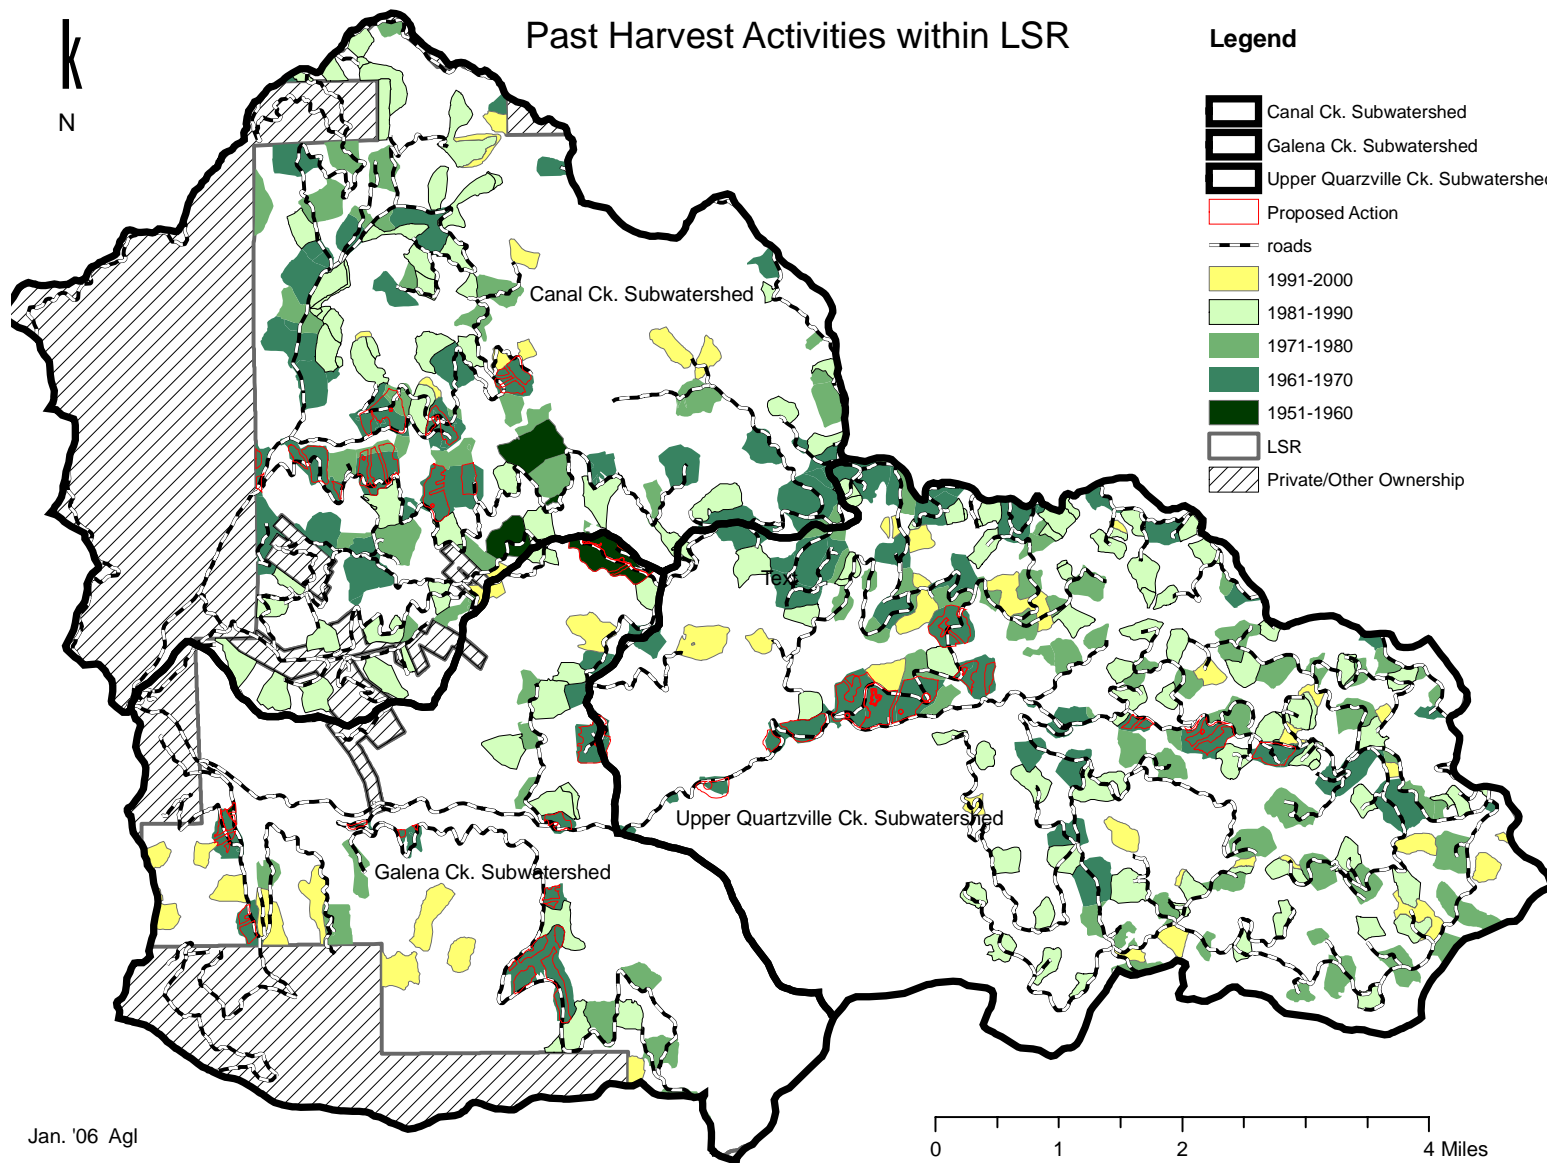 Past Harvest Activities within LSR
N
Legend
Canal Ck. Subwatershed
Galena Ck. Subwatershed
Upper Quarzville Ck. Subwatershed
Proposed Action
roads
1991-2000
1981-1990
1971-1980
1961-1970
1951-1960
LSR
Private/Other Ownership
Canal Ck. Subwatershed
Text
Upper Quartzville Ck. Subwatershed
Galena Ck. Subwatershed
Jan. '06 Agl
0 1 2 4 Miles